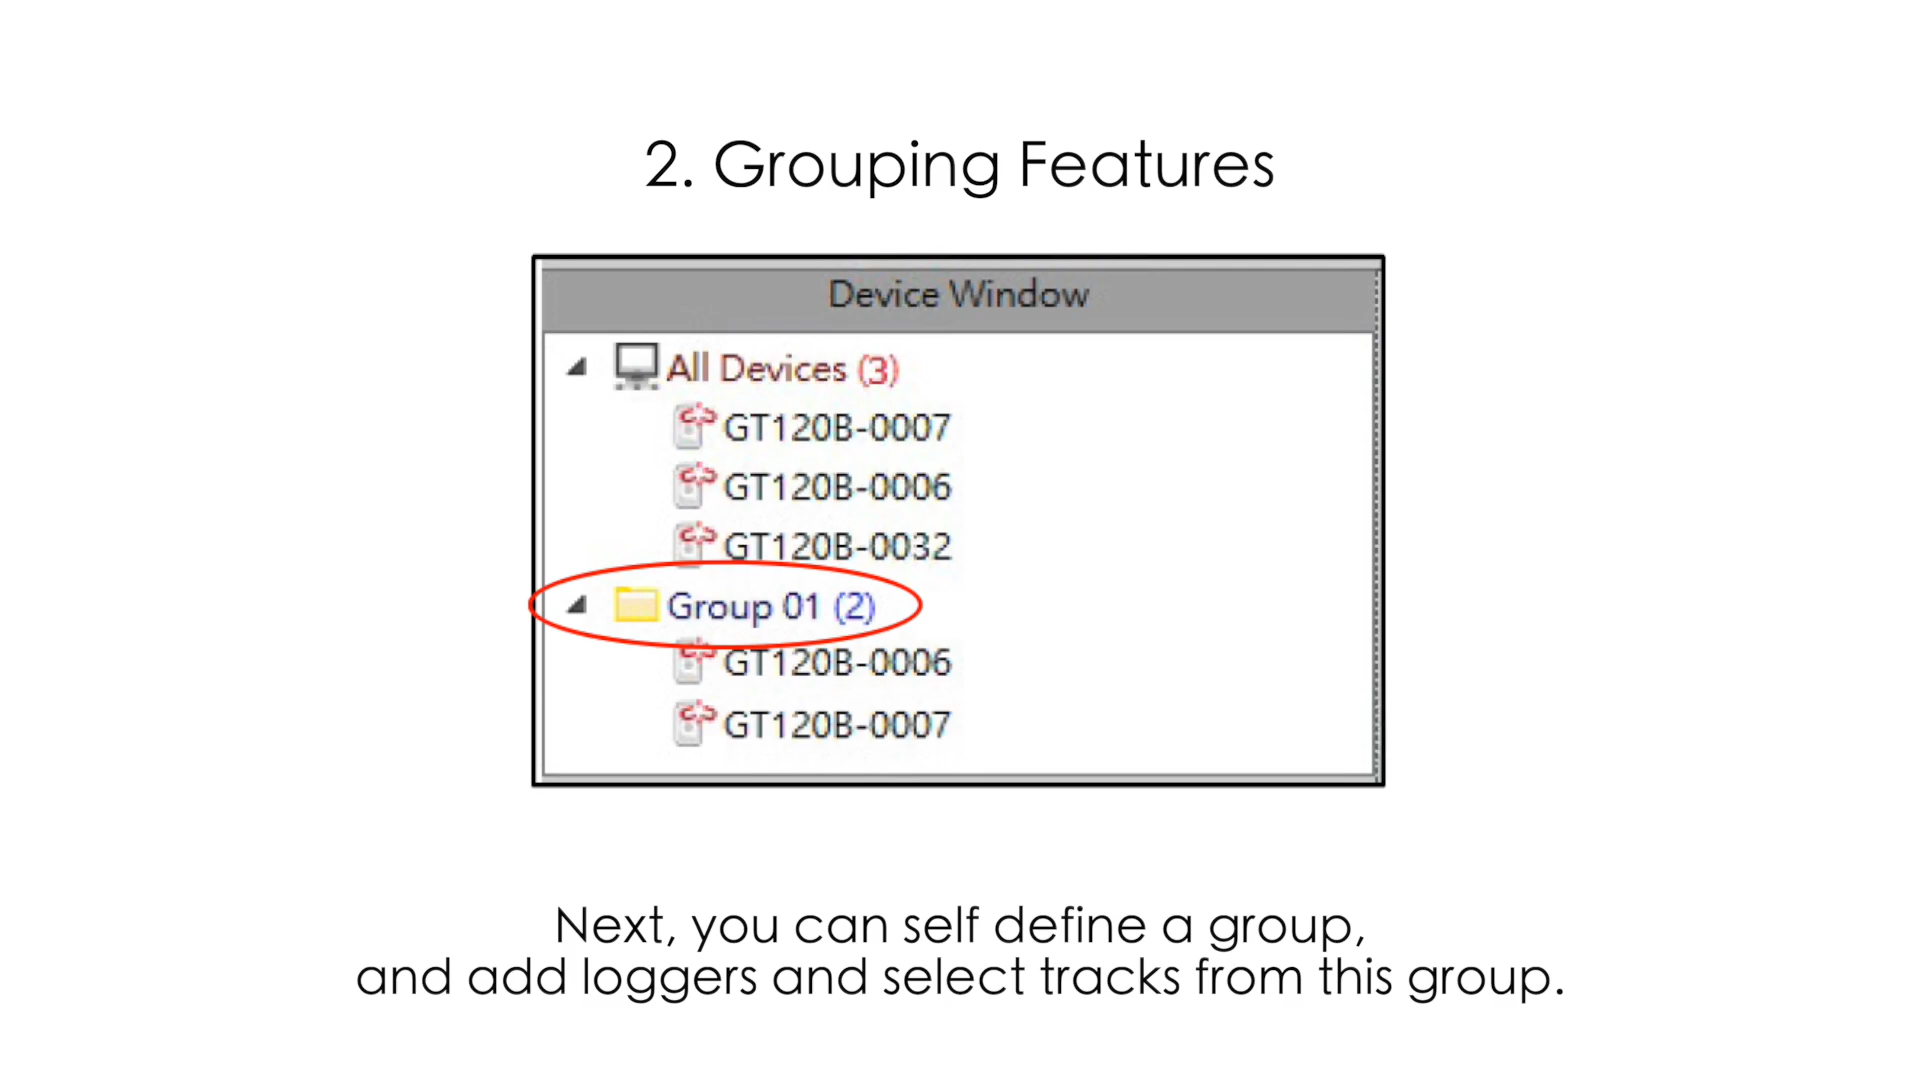 2. Grouping Features
Device Window
All Devices (3)
GT120B-0007
GT120B-0006
GT120B-0032
Group 01 (2)
GT120B-0006
GT120B-0007
Next, you can self define a group,
and add loggers and select tracks from this group.